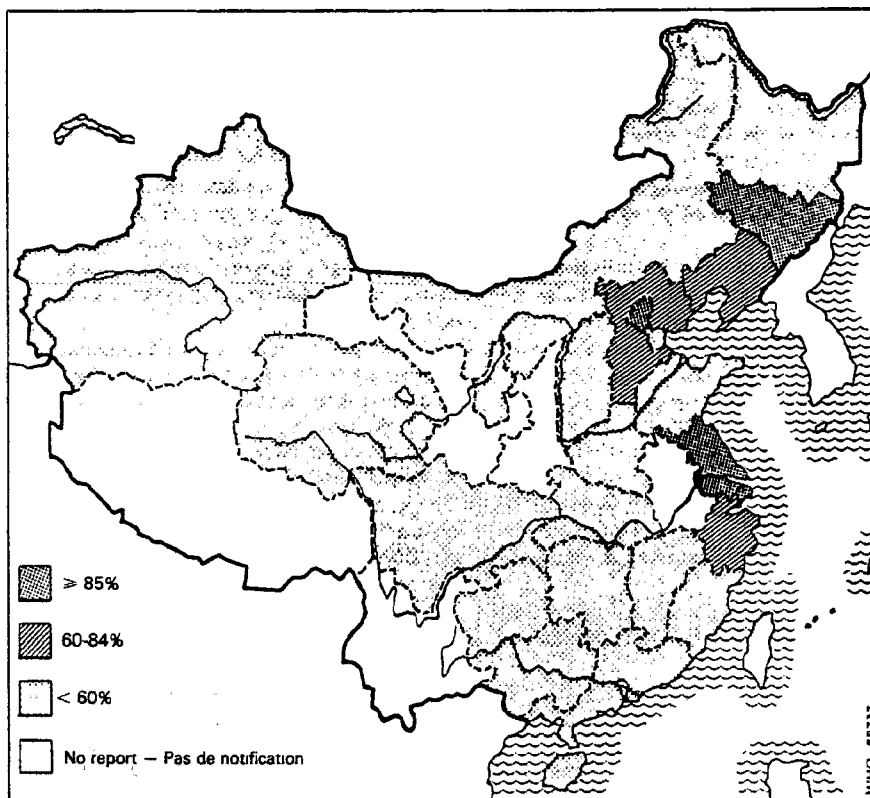 ≥ 85%
60-84%
< 60%
No report — Pas de notification